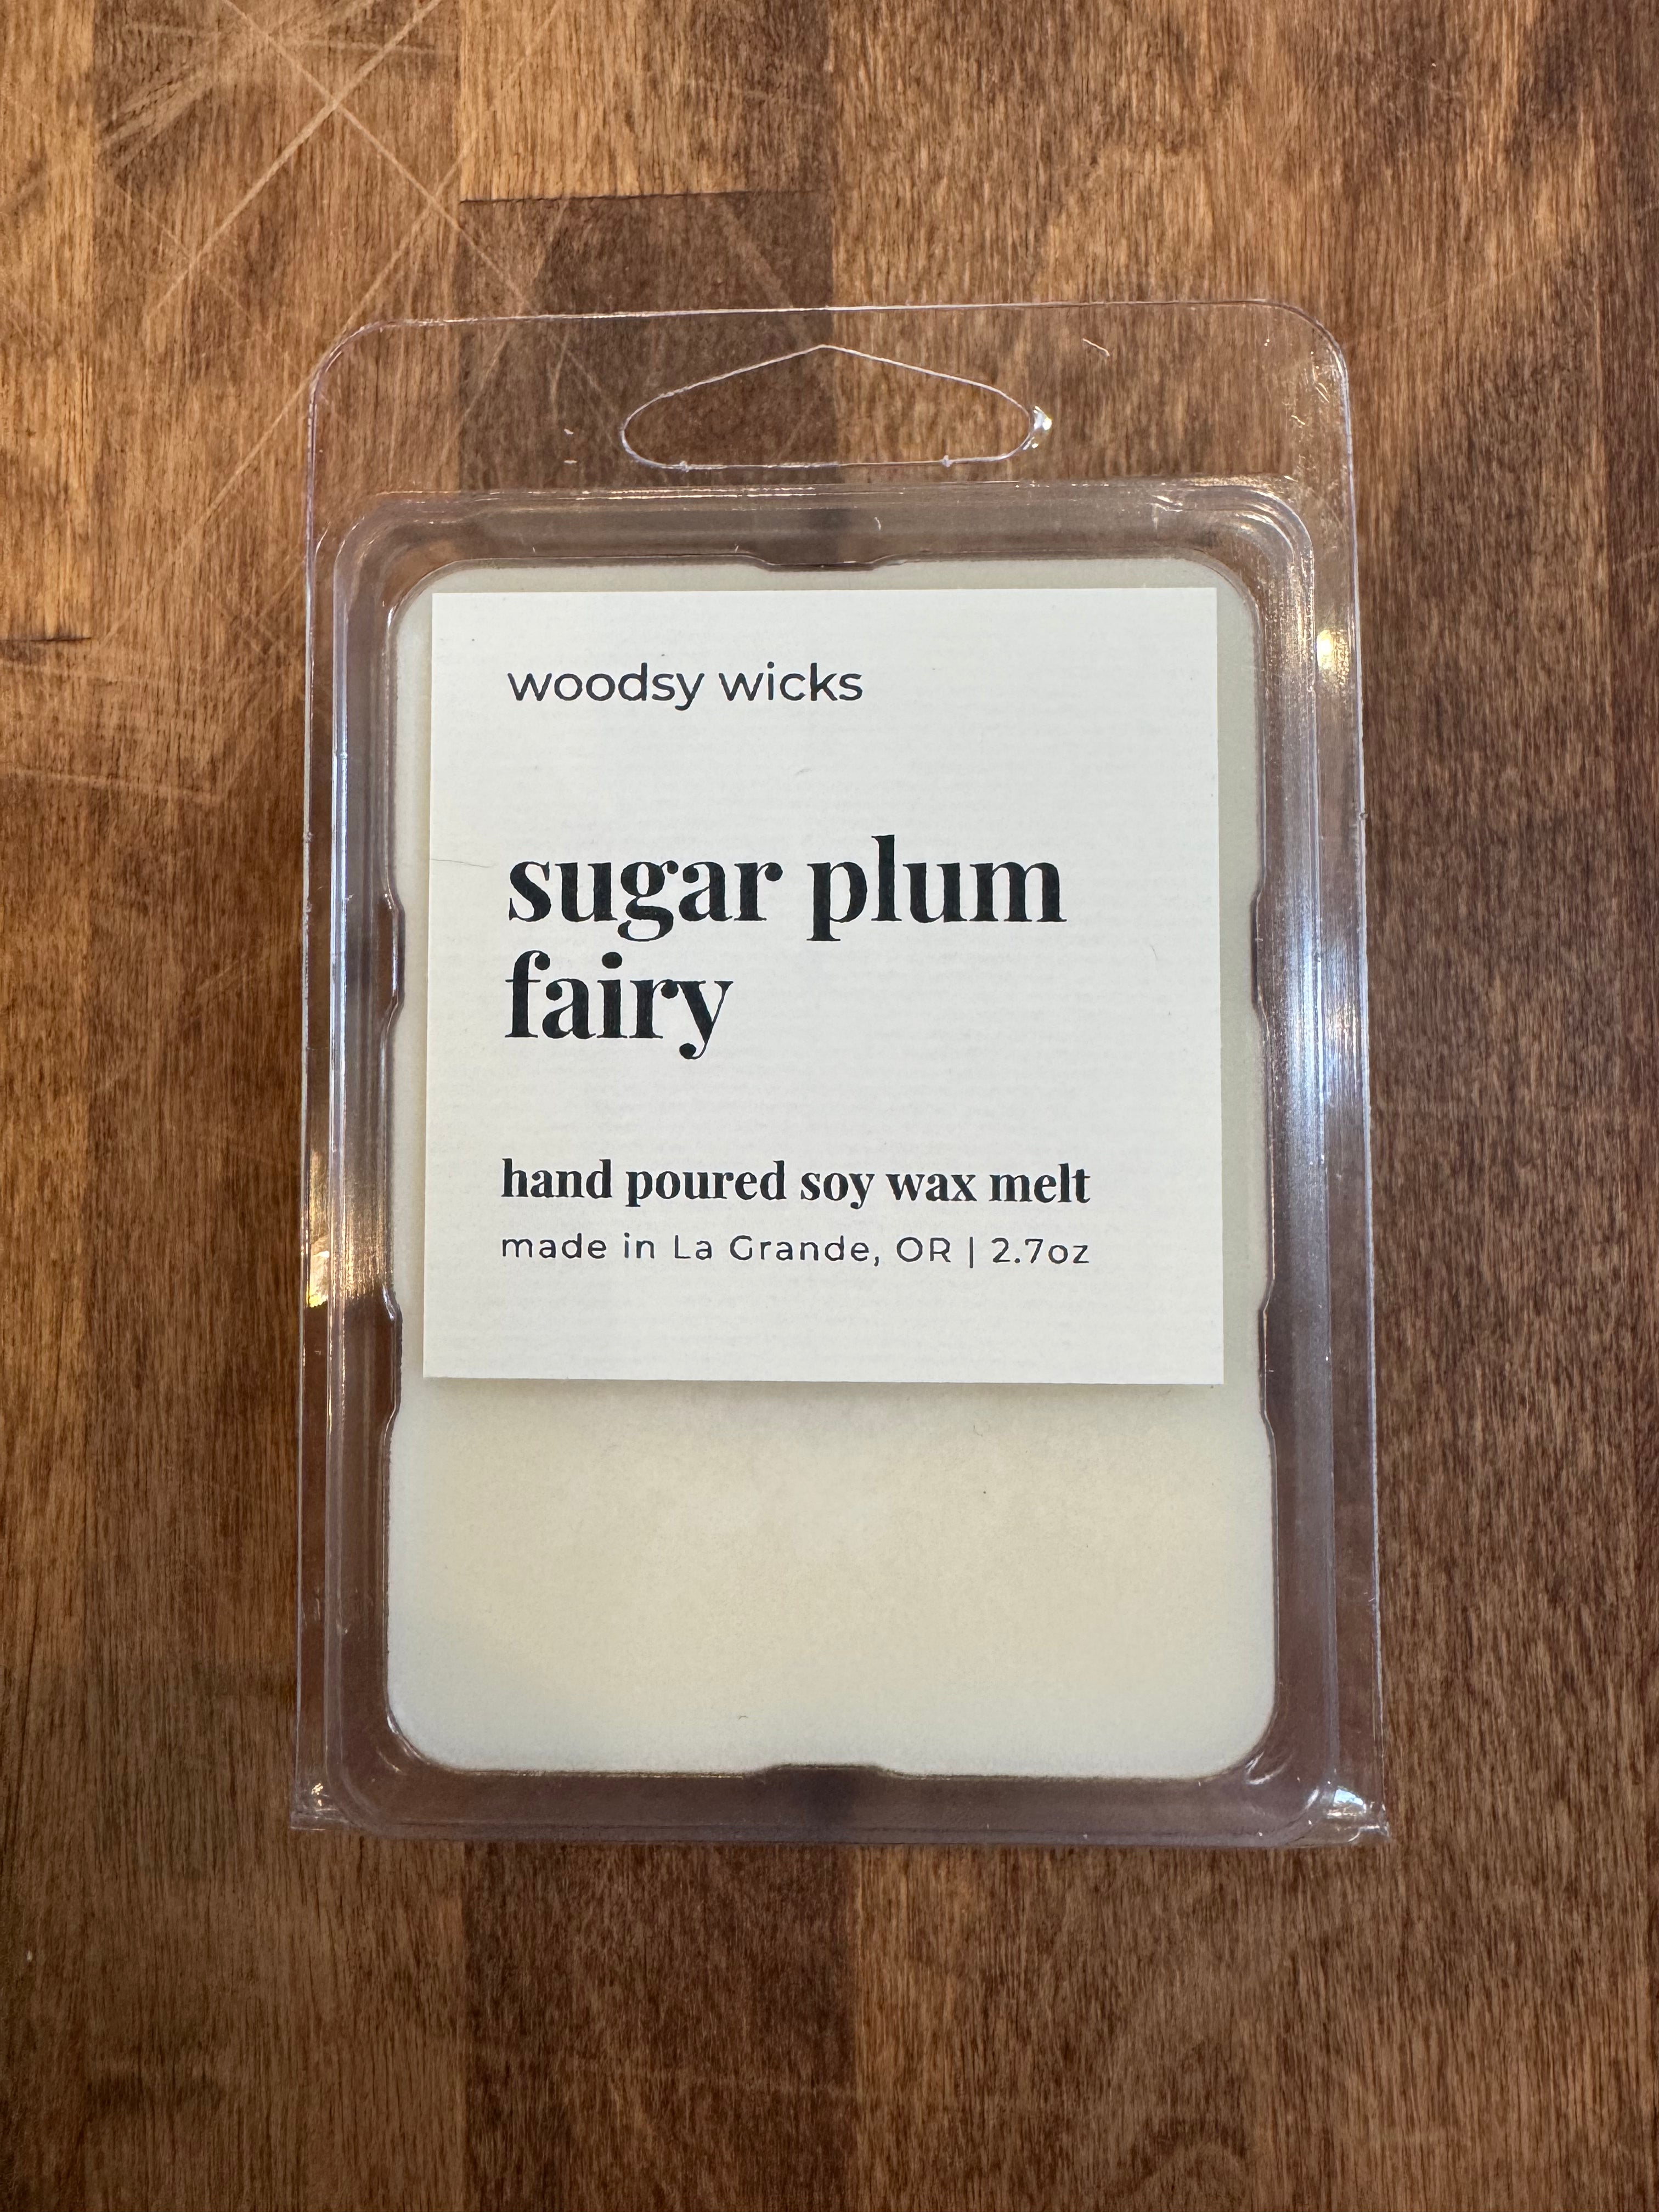 woodsy wicks
sugar plum
fairy
hand poured soy wax melt
made in La Grande, OR | 2.7oz